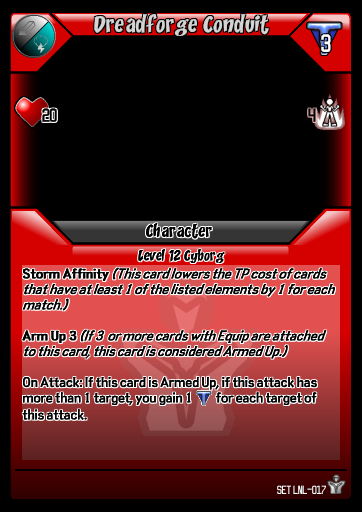 Dreadforge Conduit
3
20
4
Character
Level 12 Cyborg
Storm Affinity (This card lowers the TP cost of cards
that have at least 1 of the listed elements by 1 for each
match.)
Arm Up 3 (If 3 or more cards with Equip are attached
to this card, this card is considered Armed Up.)
On Attack: If this card is Armed Up, if this attack has
more than 1 target, you gain 1 for each target of
this attack.
SET LNL-017